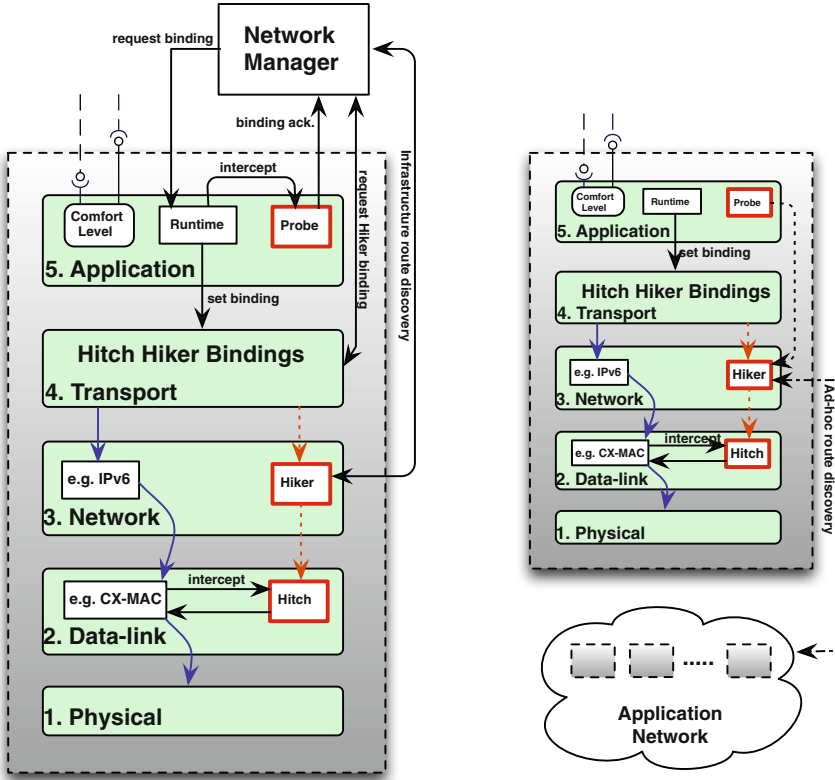 Network
Manager
request binding
binding ack.
intercept
Infrastructure route discovery
request Hiker binding
Comfort
Level
Runtime
Probe
5. Application
set binding
Hitch Hiker Bindings
4. Transport
e.g. IPv6
Hiker
3. Network
intercept
e.g. CX-MAC
Hitch
2. Data-link
1. Physical
Comfort
Level
Runtime
Probe
5. Application
set binding
Hitch Hiker Bindings
4. Transport
e.g. IPv6
Hiker
3. Network
Ad-hoc route discovery
intercept
e.g. CX-MAC
Hitch
2. Data-link
1. Physical
.....
Application
Network